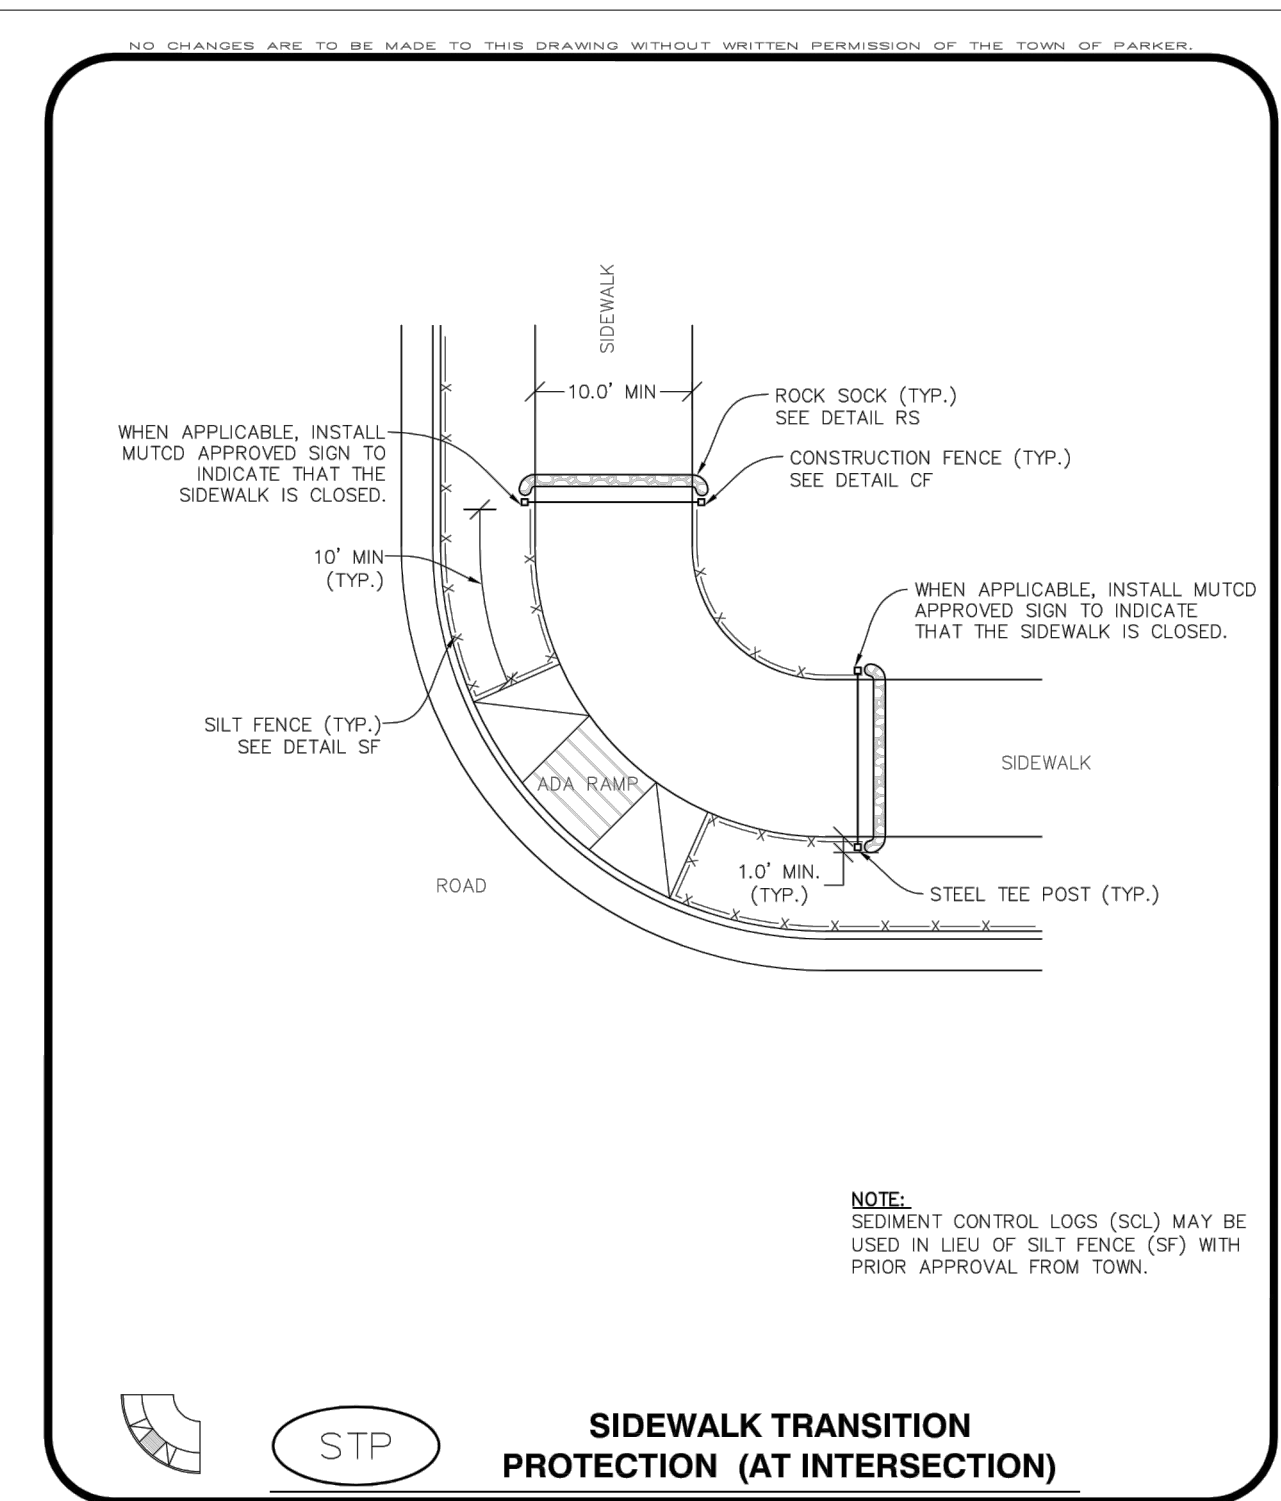 NO CHANGES ARE TO BE MADE TO THIS DRAWING WITHOUT WRITTEN PERMISSION OF THE TOWN OF PARKER.
SIDEWALK
10.0' MIN
ROCK SOCK (TYP.)
SEE DETAIL RS
WHEN APPLICABLE, INSTALL
MUTCD APPROVED SIGN TO
INDICATE THAT THE
SIDEWALK IS CLOSED.
CONSTRUCTION FENCE (TYP.)
SEE DETAIL CF
10' MIN
(TYP.)
WHEN APPLICABLE, INSTALL MUTCD
APPROVED SIGN TO INDICATE
THAT THE SIDEWALK IS CLOSED.
SILT FENCE (TYP.)
SEE DETAIL SF
SIDEWALK
ADA RAMP
ROAD
1.0' MIN.
(TYP.)
STEEL TEE POST (TYP.)
NOTE:
SEDIMENT CONTROL LOGS (SCL) MAY BE
USED IN LIEU OF SILT FENCE (SF) WITH
PRIOR APPROVAL FROM TOWN.
STP
SIDEWALK TRANSITION
PROTECTION (AT INTERSECTION)